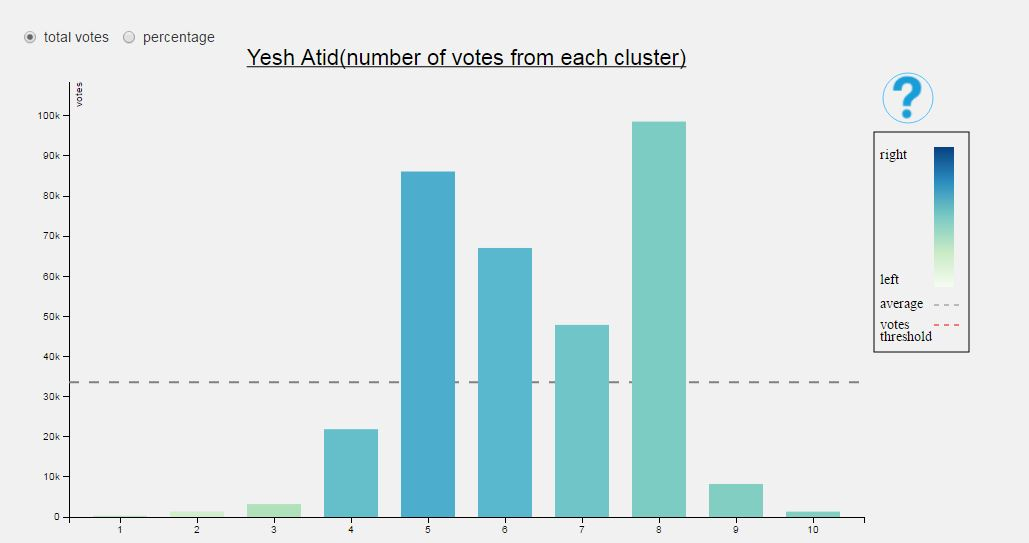 total votes percentage
Yesh Atid(number of votes from each cluster)
votes
100k
90k
80k
70k
60k
50k
40k
30k
20k
10k
0
1 2 3 4 5 6 7 8 9 10
?
right
left
average
votes
threshold